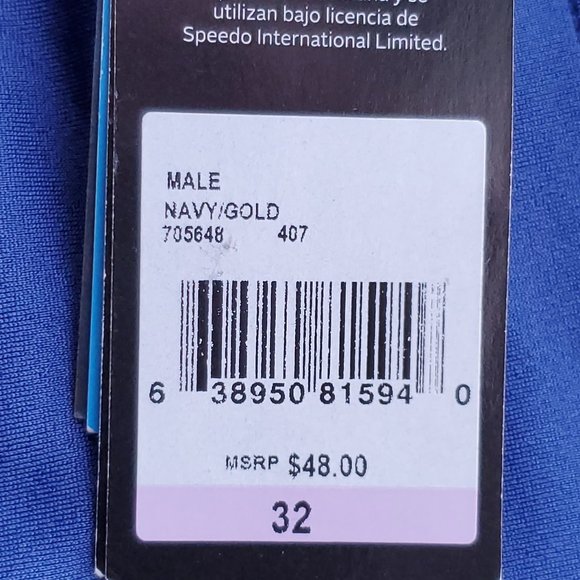 utilizan bajo licencia de
Speedo International Limited.
MALE
NAVY/GOLD
705648 407
6 38950 81594 0
MSRP $48.00
32